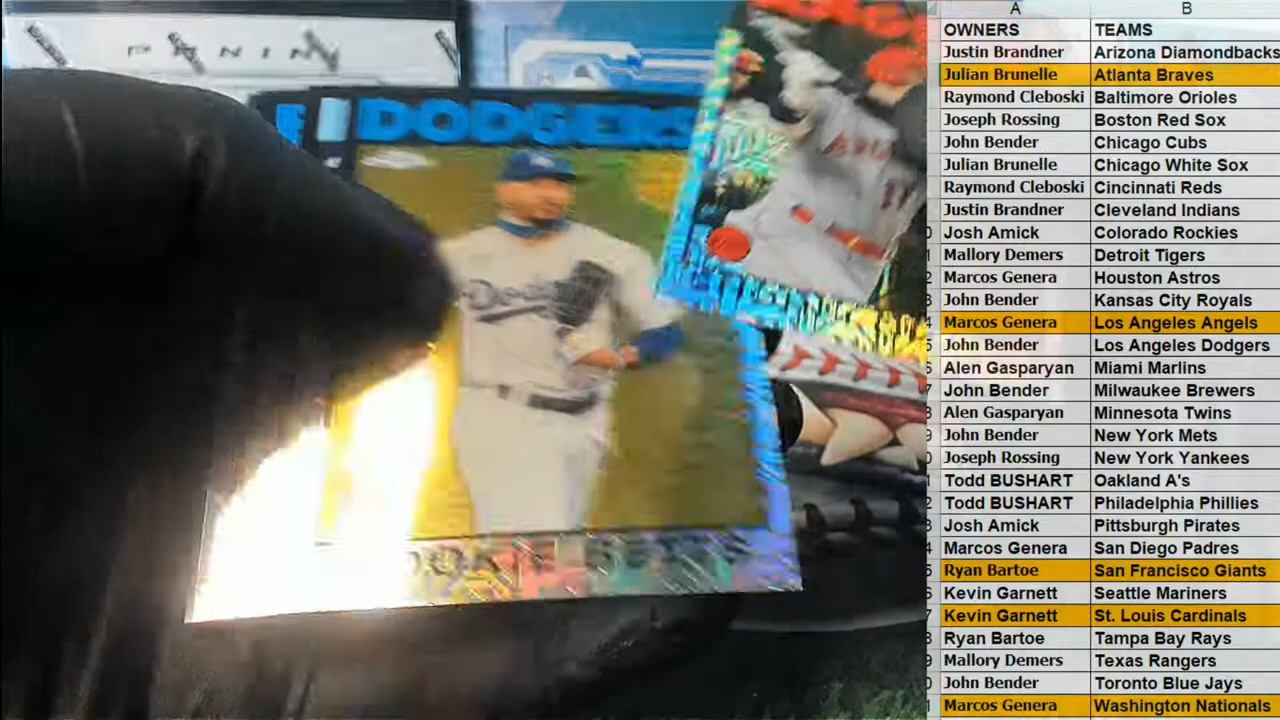 PANINI
DODGERS
Dodgers
A B
OWNERS TEAMS
Justin Brandner Arizona Diamondbacks
Julian Brunelle Atlanta Braves
Raymond Cleboski Baltimore Orioles
Joseph Rossing Boston Red Sox
John Bender Chicago Cubs
Julian Brunelle Chicago White Sox
Raymond Cleboski Cincinnati Reds
Justin Brandner Cleveland Indians
Josh Amick Colorado Rockies
Mallory Demers Detroit Tigers
Marcos Genera Houston Astros
John Bender Kansas City Royals
Marcos Genera Los Angeles Angels
John Bender Los Angeles Dodgers
Alen Gasparyan Miami Marlins
John Bender Milwaukee Brewers
Alen Gasparyan Minnesota Twins
John Bender New York Mets
Joseph Rossing New York Yankees
Todd BUSHART Oakland A's
Todd BUSHART Philadelphia Phillies
Josh Amick Pittsburgh Pirates
Marcos Genera San Diego Padres
Ryan Bartoe San Francisco Giants
Kevin Garnett Seattle Mariners
Kevin Garnett St. Louis Cardinals
Ryan Bartoe Tampa Bay Rays
Mallory Demers Texas Rangers
John Bender Toronto Blue Jays
Marcos Genera Washington Nationals